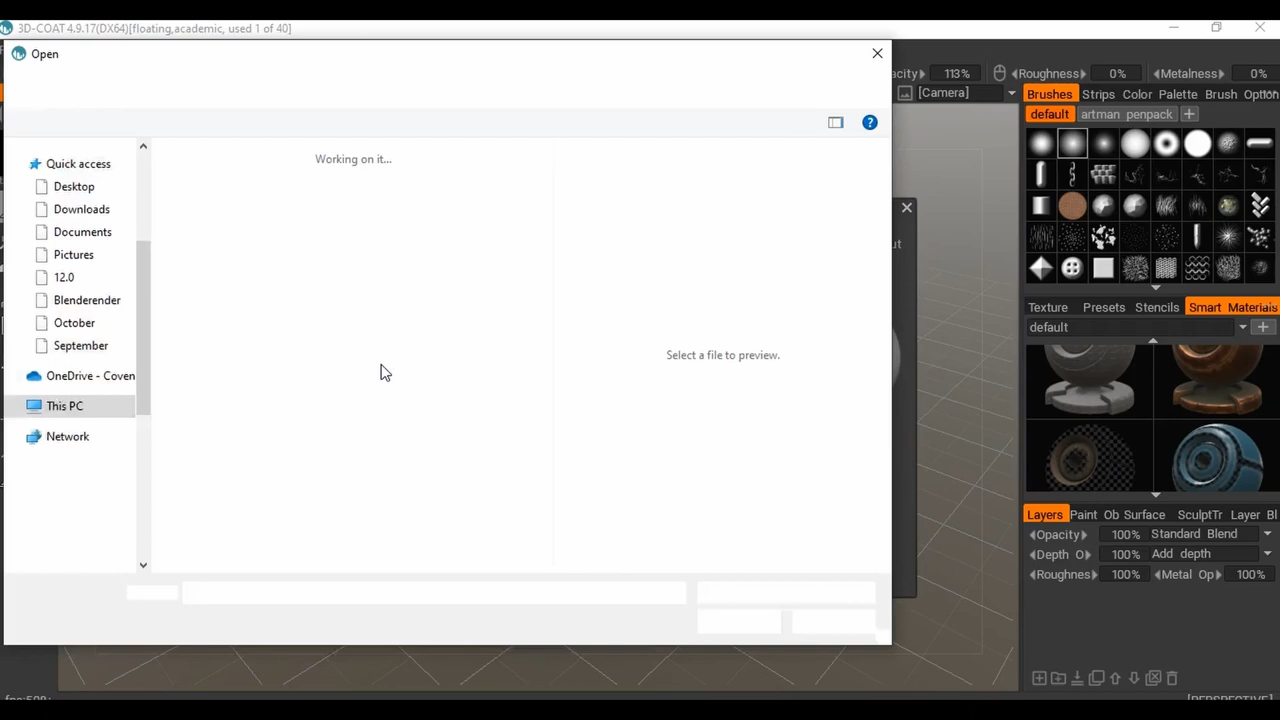 3D-COAT 4.9.17(DX64)[floating,academic, used 1 of 40]
Open
113%
Roughness
0%
Metalness
0%
[Camera]
Brushes Strips Color Palette Brush
default artman penpack
Working on it...
Quick access
Desktop
Downloads
Documents
Pictures
12.0
Blenderender
October
September
OneDrive - Coven
This PC
Network
Select a file to preview.
Texture Presets Stencils Smart Materials
default
Layers Paint Ob Surface SculptTr Layer Bl
Opacity 100% Standard Blend
Depth O 100% Add depth
Roughnes 100% Metal Op 100%